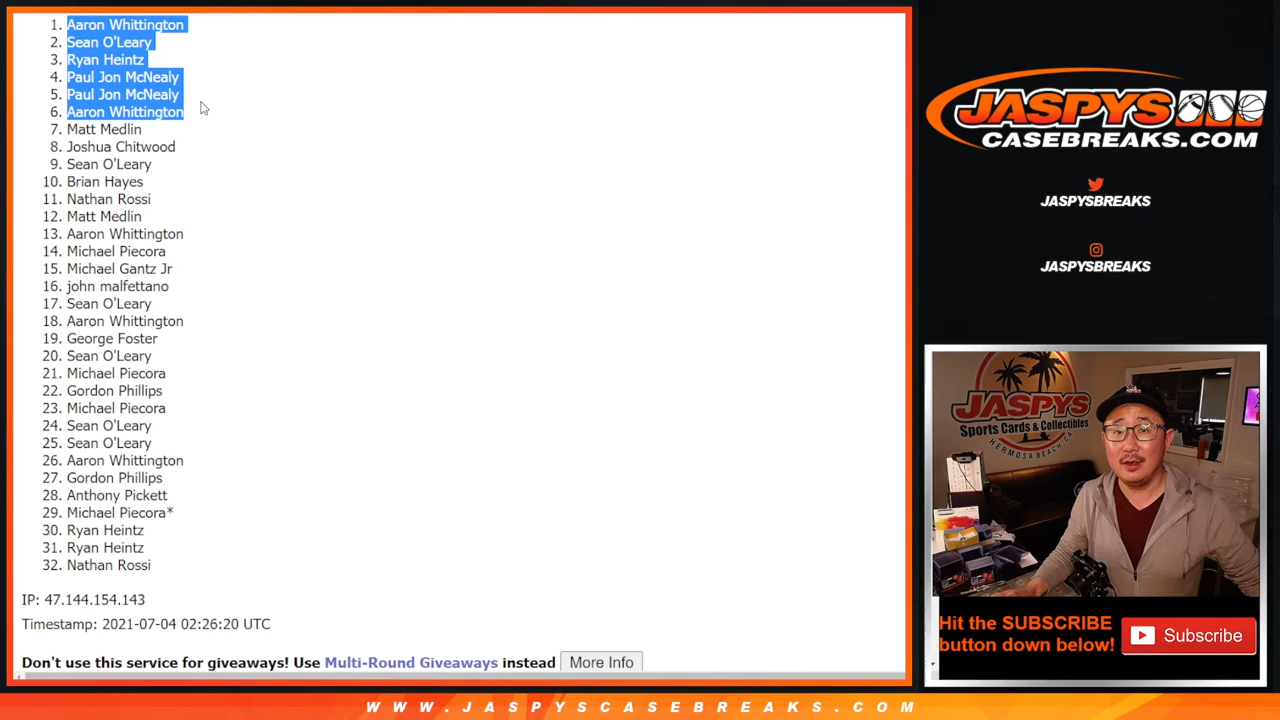 1. Aaron Whittington
2. Sean O'Leary
3. Ryan Heintz
4. Paul Jon McNealy
5. Paul Jon McNealy
6. Aaron Whittington
7. Matt Medlin
8. Joshua Chitwood
9. Sean O'Leary
10. Brian Hayes
11. Nathan Rossi
12. Matt Medlin
13. Aaron Whittington
14. Michael Piecora
15. Michael Gantz Jr
16. john malfettano
17. Sean O'Leary
18. Aaron Whittington
19. George Foster
20. Sean O'Leary
21. Michael Piecora
22. Gordon Phillips
23. Michael Piecora
24. Sean O'Leary
25. Sean O'Leary
26. Aaron Whittington
27. Gordon Phillips
28. Anthony Pickett
29. Michael Piecora*
30. Ryan Heintz
31. Ryan Heintz
32. Nathan Rossi
IP: 47.144.154.143
Timestamp: 2021-07-04 02:26:20 UTC
Don't use this service for giveaways! Use Multi-Round Giveaways instead More Info
JASPYS
CASEBREAKS.COM
JASPYSBREAKS
JASPYSBREAKS
JASPYS
Sports Cards & Collectibles
HERMOSA BEACH CA
Hit the SUBSCRIBE
button down below!
Subscribe
WWW.JASPYSCASEBREAKS.COM